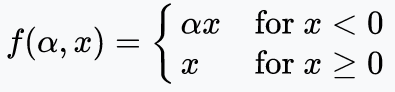 f(α, x) = { αx for x < 0
x for x ≥ 0